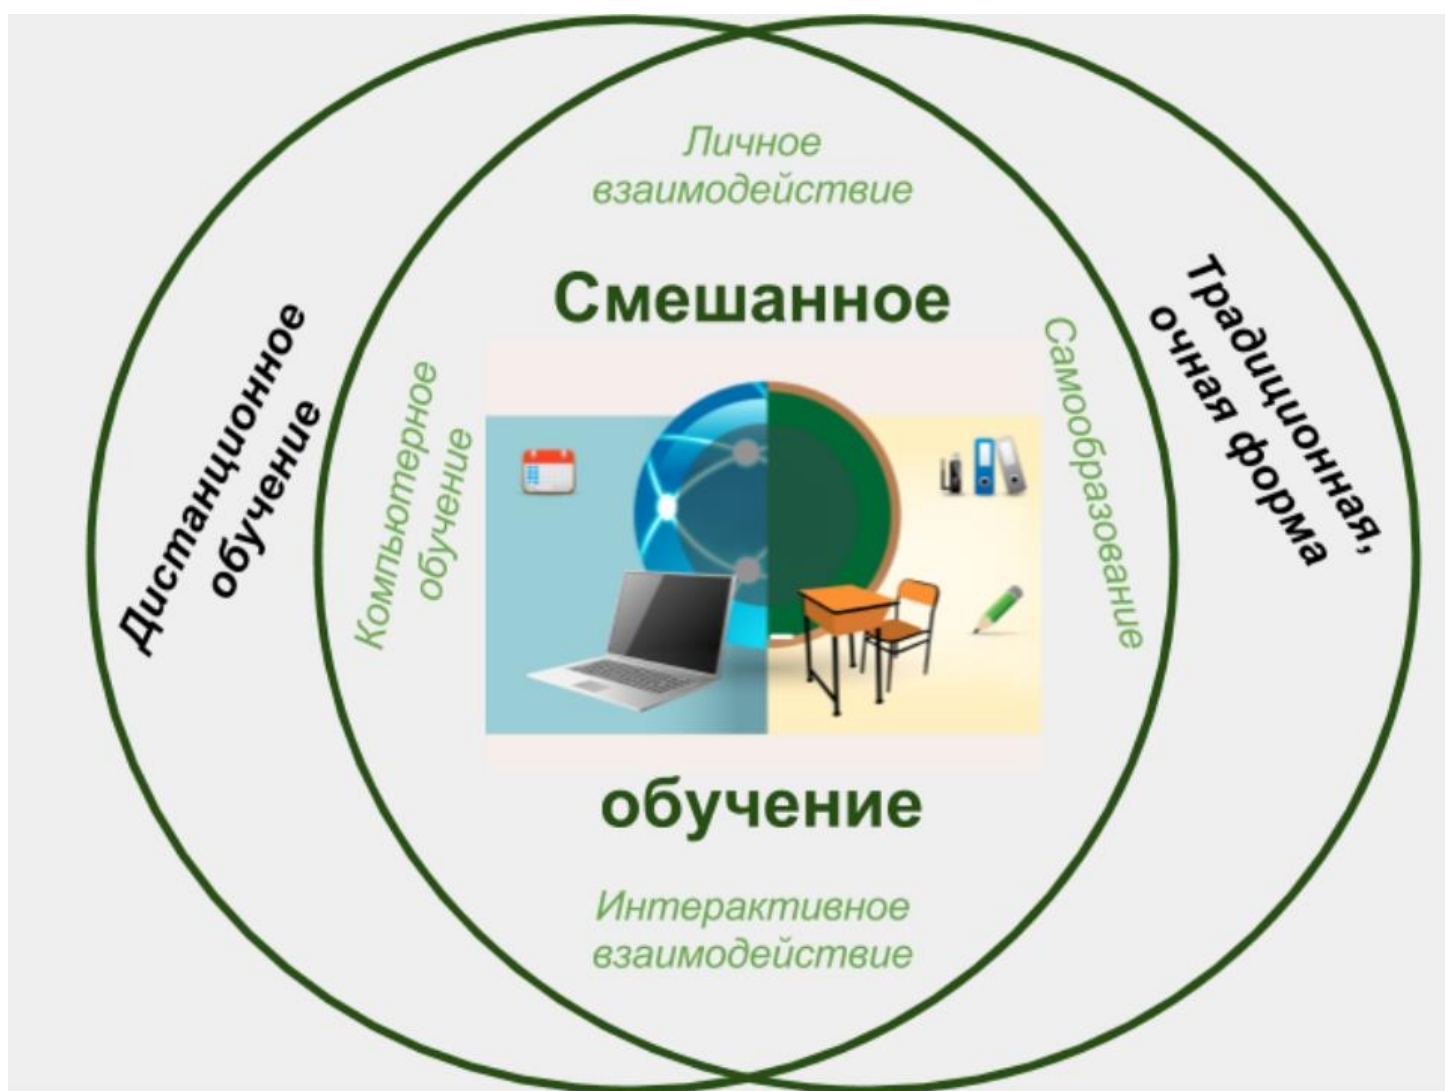 Личное
взаимодействие
Смешанное
Дистанционное
обучение
Компьютерное
обучение
Самообразование
Традиционная,
очная форма
обучение
Интерактивное
взаимодействие